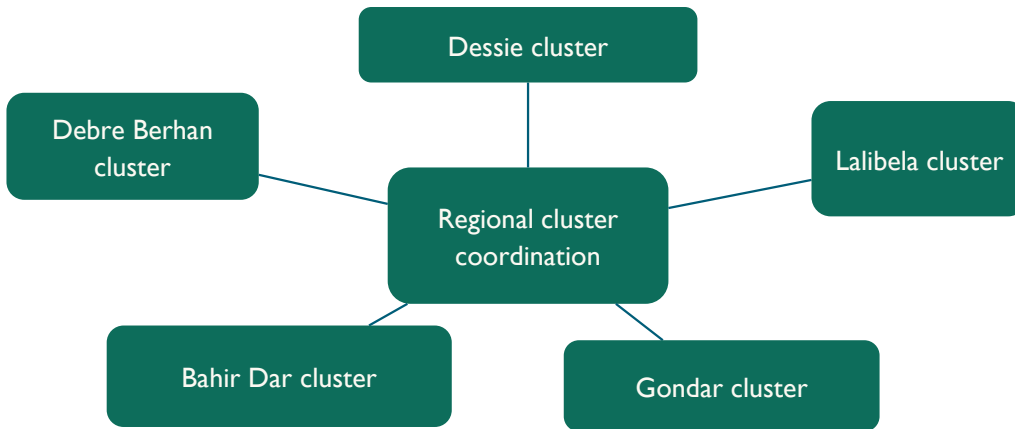 Dessie cluster
Debre Berhan
cluster
Lalibela cluster
Regional cluster
coordination
Bahir Dar cluster
Gondar cluster